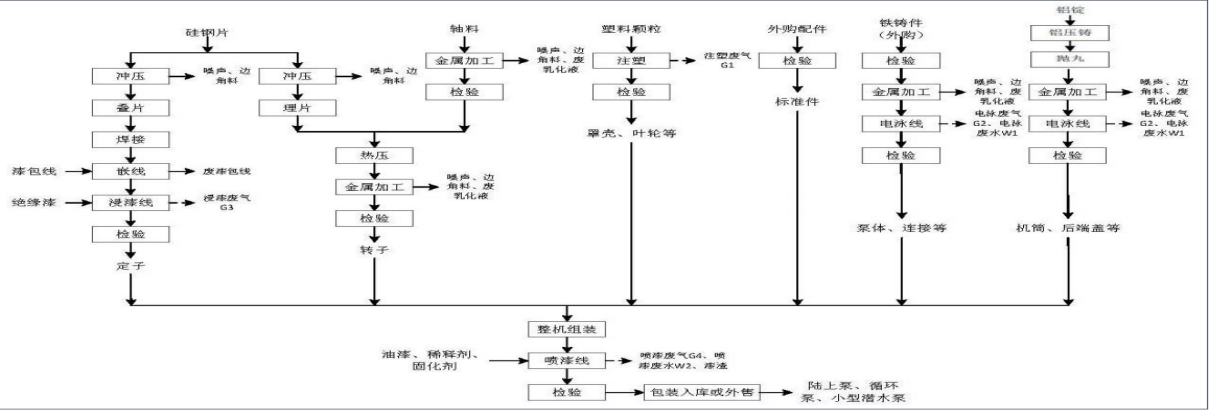 硅钢片
冲压
噪声、边
角料
叠片
焊接
漆包线
嵌线
废漆包线
绝缘漆
浸漆线
浸漆废气
G3
检验
定子
冲压
噪声、边
角料
理片
轴料
金属加工
噪声、边
角料、废
乳化液
检验
热压
金属加工
噪声、边
角料、废
乳化液
检验
转子
塑料颗粒
注塑
注塑废气
G1
检验
罩壳、叶轮等
外购配件
检验
标准件
铁铸件
（外购）
检验
金属加工
噪声、边
角料、废
乳化液
电泳线
电泳废气
G2、电泳
废水W1
检验
泵体、连接等
铝锭
铝压铸
抛丸
金属加工
噪声、边
角料、废
乳化液
电泳线
电泳废气
G2、电泳
废水W1
检验
机筒、后端盖等
整机组装
油漆、稀释剂、
固化剂
喷漆线
喷漆废气G4、喷
漆废水W2、漆渣
检验
包装入库或外售
陆上泵、循环
泵、小型潜水泵